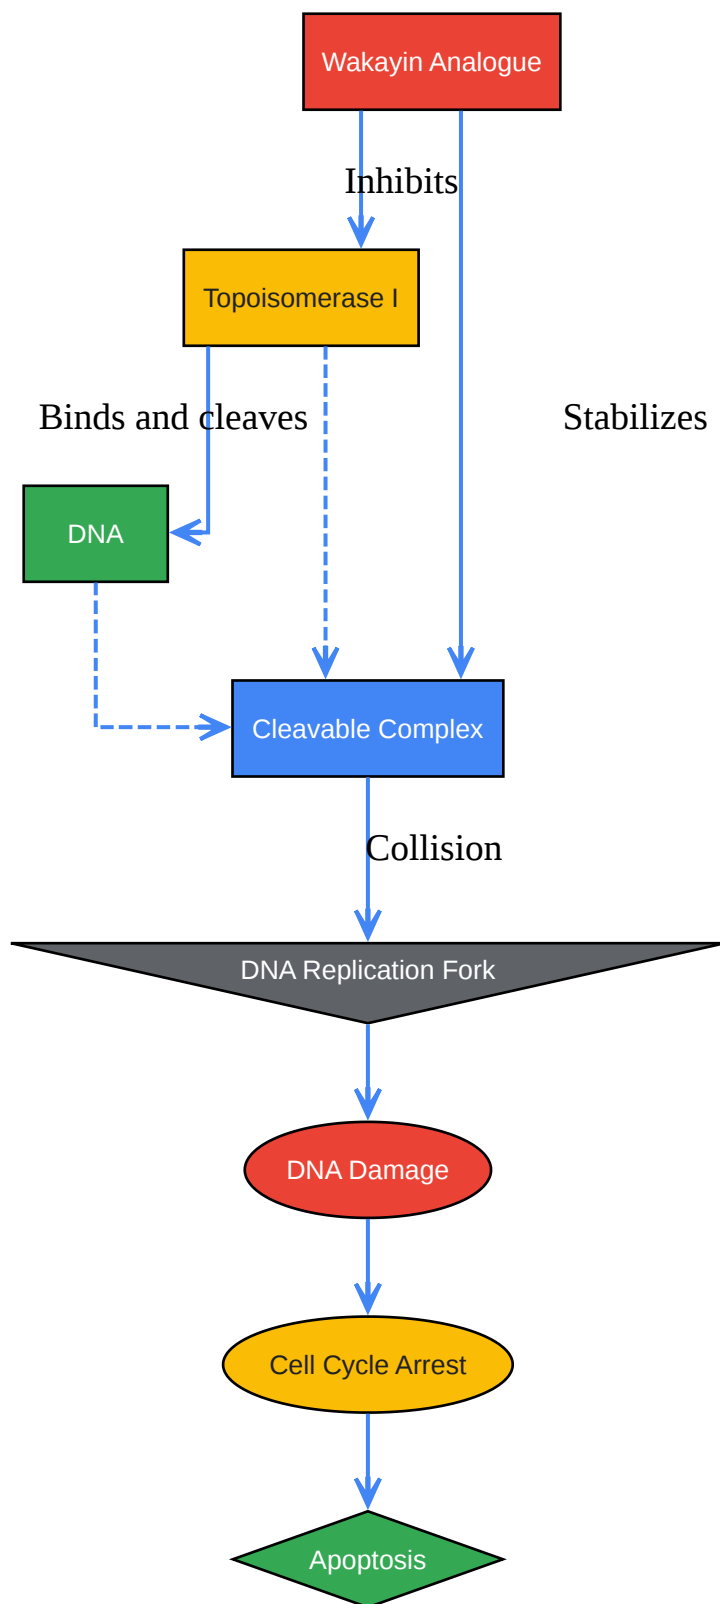 Wakayin Analogue
Inhibits
Topoisomerase I
Binds and cleaves
Stabilizes
DNA
Cleavable Complex
Collision
DNA Replication Fork
DNA Damage
Cell Cycle Arrest
Apoptosis